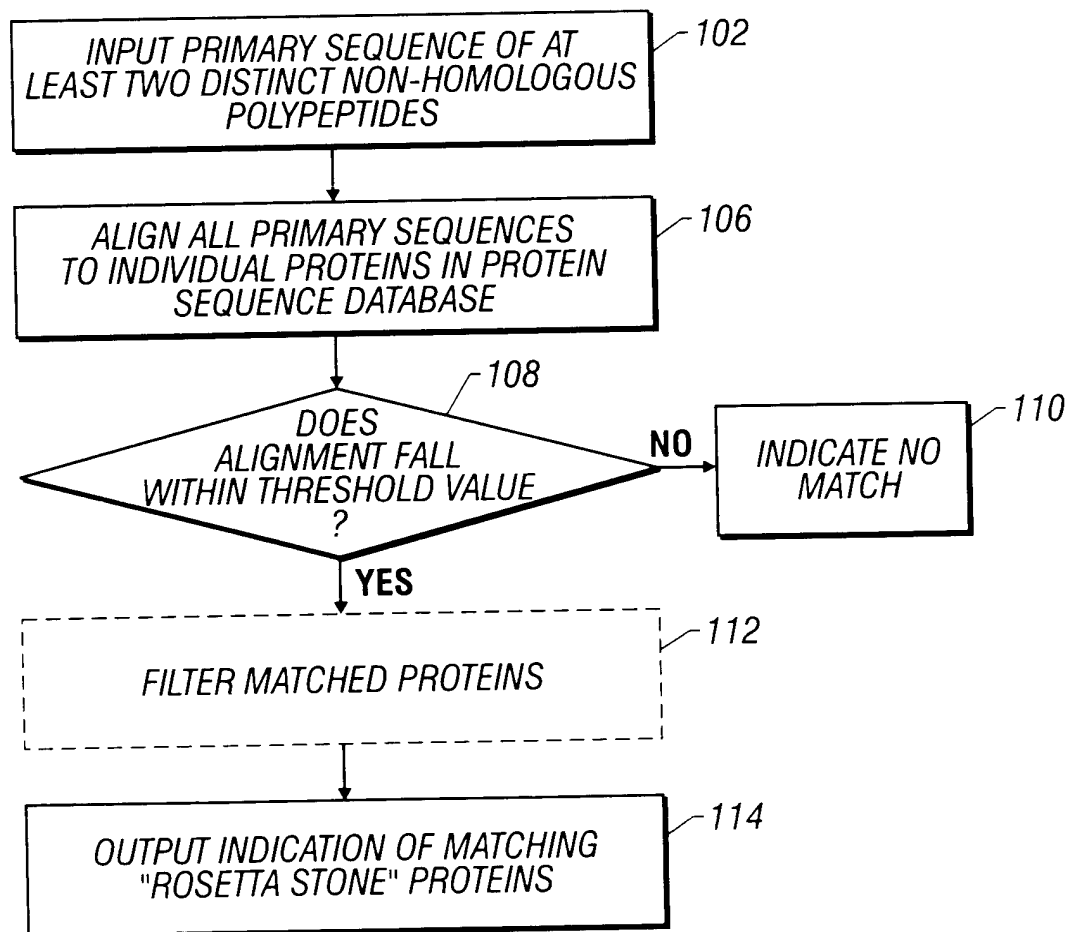 INPUT PRIMARY SEQUENCE OF AT
LEAST TWO DISTINCT NON-HOMOLOGOUS
POLYPEPTIDES
102
ALIGN ALL PRIMARY SEQUENCES
TO INDIVIDUAL PROTEINS IN PROTEIN
SEQUENCE DATABASE
106
108
DOES
ALIGNMENT FALL
WITHIN THRESHOLD VALUE
?
NO
110
INDICATE NO
MATCH
YES
112
FILTER MATCHED PROTEINS
114
OUTPUT INDICATION OF MATCHING
"ROSETTA STONE" PROTEINS